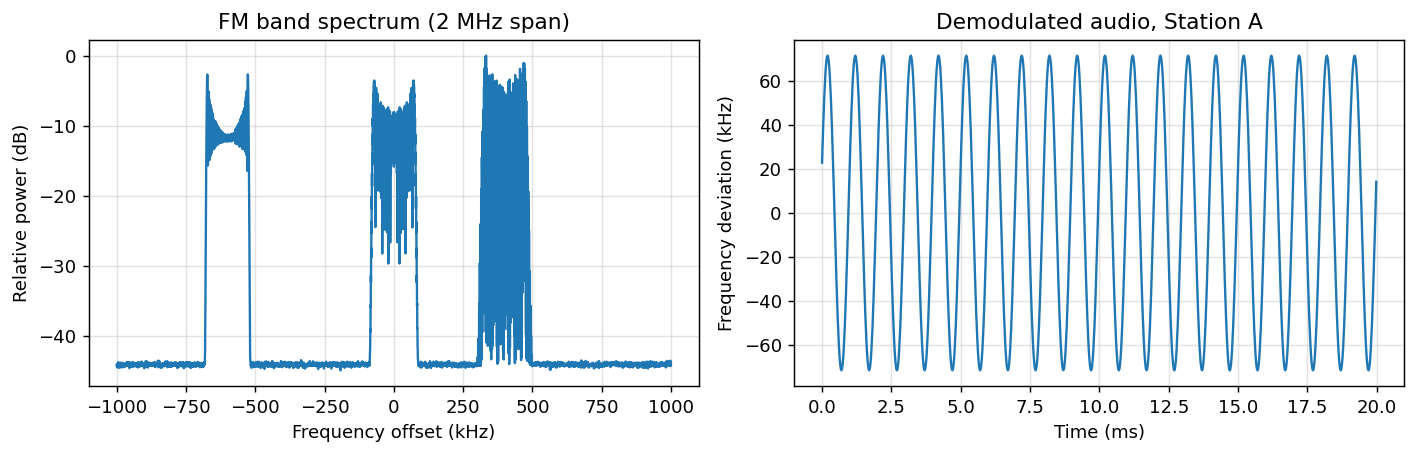 FM band spectrum (2 MHz span)
Relative power (dB)
0
−10
−20
−30
−40
−1000 −750 −500 −250 0 250 500 750 1000
Frequency offset (kHz)
Demodulated audio, Station A
Frequency deviation (kHz)
60
40
20
0
−20
−40
−60
0.0 2.5 5.0 7.5 10.0 12.5 15.0 17.5 20.0
Time (ms)